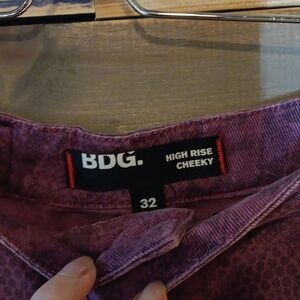 BDG.
HIGH RISE
CHEEKY
32